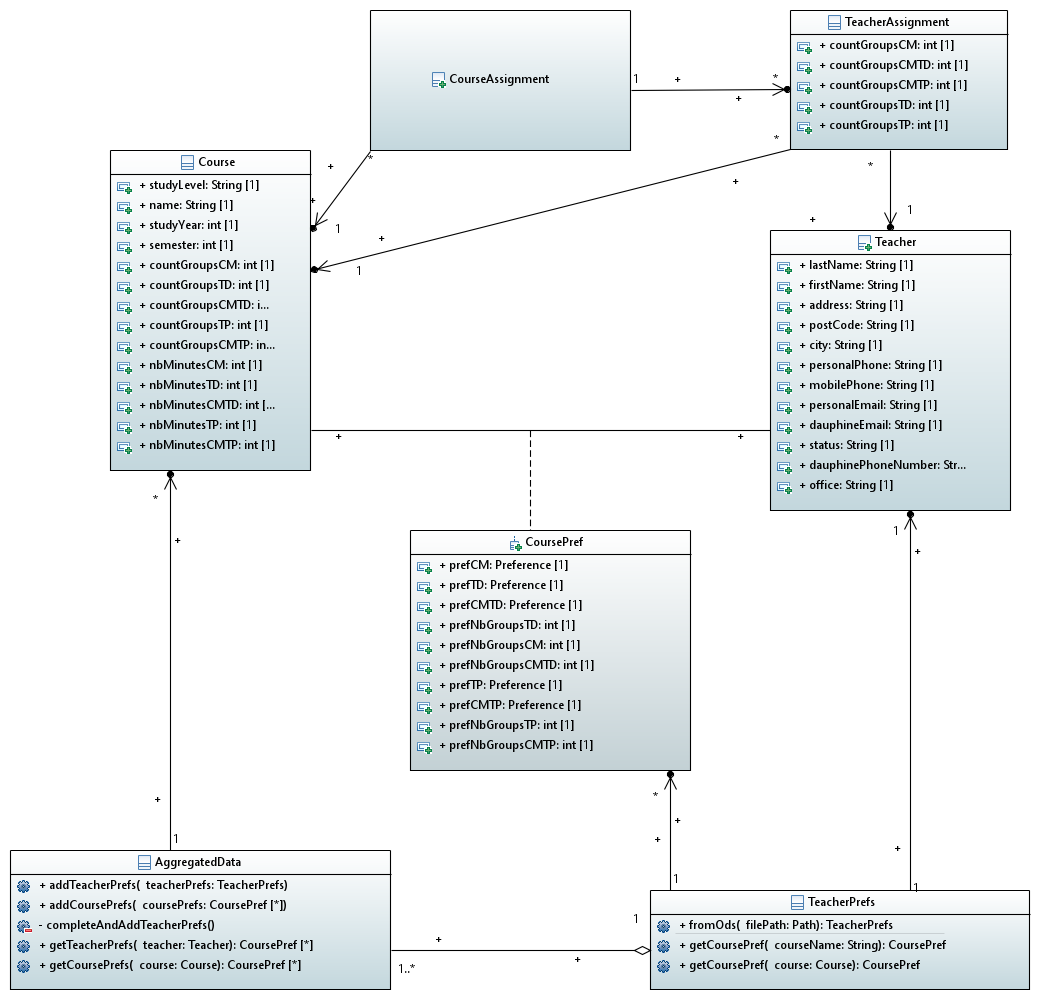 CourseAssignment
1
+
*
+
*
TeacherAssignment
+ countGroupsCM: int [1]
+ countGroupsCMTD: int [1]
+ countGroupsCMTP: int [1]
+ countGroupsTD: int [1]
+ countGroupsTP: int [1]
*
+
+
1
*
1
+
Course
+ studyLevel: String [1]
+ name: String [1]
+ studyYear: int [1]
+ semester: int [1]
+ countGroupsCM: int [1]
+ countGroupsTD: int [1]
+ countGroupsCMTD: i...
+ countGroupsTP: int [1]
+ countGroupsCMTP: in...
+ nbMinutesCM: int [1]
+ nbMinutesTD: int [1]
+ nbMinutesCMTD: int [...
+ nbMinutesTP: int [1]
+ nbMinutesCMTP: int [1]
+
+
1
Teacher
+ lastName: String [1]
+ firstName: String [1]
+ address: String [1]
+ postCode: String [1]
+ city: String [1]
+ personalPhone: String [1]
+ mobilePhone: String [1]
+ personalEmail: String [1]
+ dauphineEmail: String [1]
+ status: String [1]
+ dauphinePhoneNumber: Str...
+ office: String [1]
+
+
*
+
+
1
1
+
+
1
CoursePref
+ prefCM: Preference [1]
+ prefTD: Preference [1]
+ prefCMTD: Preference [1]
+ prefNbGroupsTD: int [1]
+ prefNbGroupsCM: int [1]
+ prefNbGroupsCMTD: int [1]
+ prefTP: Preference [1]
+ prefCMTP: Preference [1]
+ prefNbGroupsTP: int [1]
+ prefNbGroupsCMTP: int [1]
*
+
+
1
AggregatedData
+ addTeacherPrefs( teacherPrefs: TeacherPrefs)
+ addCoursePrefs( coursePrefs: CoursePref [*])
- completeAndAddTeacherPrefs()
+ getTeacherPrefs( teacher: Teacher): CoursePref [*]
+ getCoursePrefs( course: Course): CoursePref [*]
+
1..*
+
1
TeacherPrefs
+ fromOds( filePath: Path): TeacherPrefs
+ getCoursePref( courseName: String): CoursePref
+ getCoursePref( course: Course): CoursePref